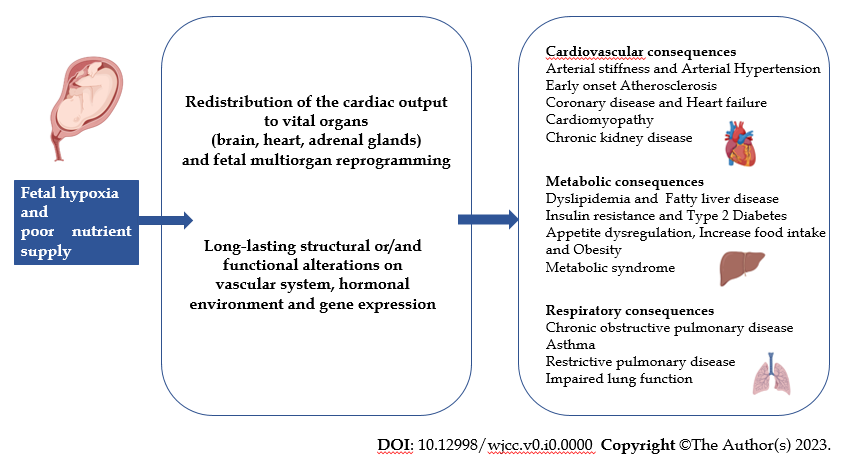 Fetal hypoxia
and
poor nutrient
supply
Redistribution of the cardiac output
to vital organs
(brain, heart, adrenal glands)
and fetal multiorgan reprogramming
Long-lasting structural or/and
functional alterations on
vascular system, hormonal
environment and gene expression
Cardiovascular consequences
Arterial stiffness and Arterial Hypertension
Early onset Atherosclerosis
Coronary disease and Heart failure
Cardiomyopathy
Chronic kidney disease
Metabolic consequences
Dyslipidemia and Fatty liver disease
Insulin resistance and Type 2 Diabetes
Appetite dysregulation, Increase food intake
and Obesity
Metabolic syndrome
Respiratory consequences
Chronic obstructive pulmonary disease
Asthma
Restrictive pulmonary disease
Impaired lung function
DOI: 10.12998/wjcc.v0.i0.0000 Copyright ©The Author(s) 2023.